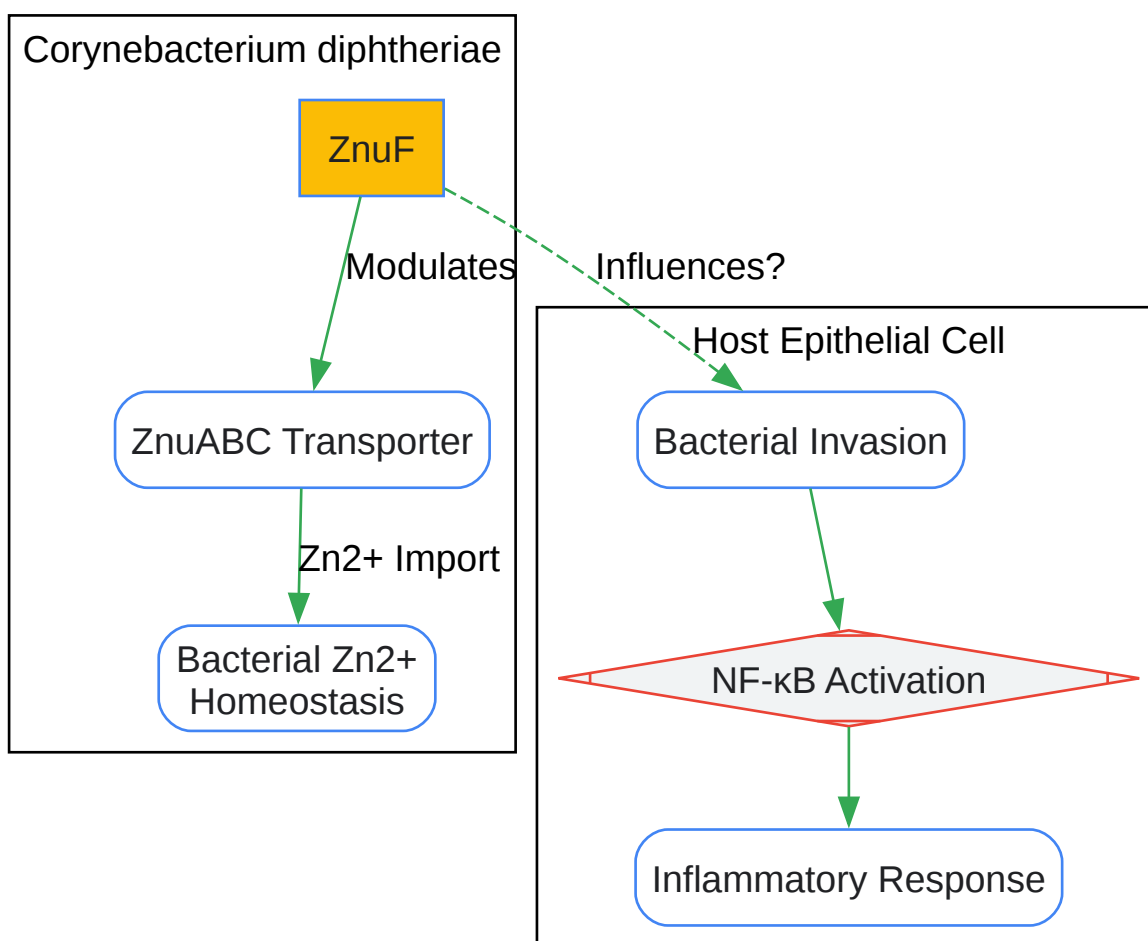 Corynebacterium diphtheriae
ZnuF
Modulates
Influences?
Host Epithelial Cell
ZnuABC Transporter
Bacterial Invasion
Zn2+ Import
Bacterial Zn2+
Homeostasis
NF-κB Activation
Inflammatory Response